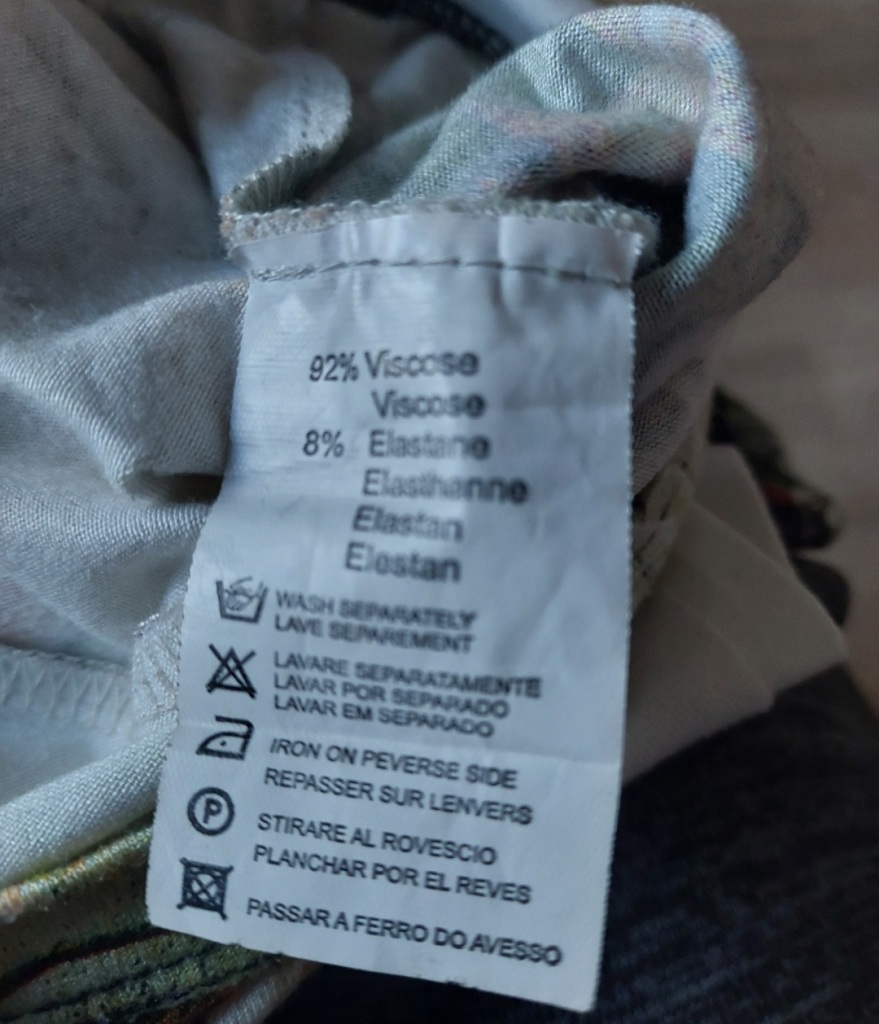 92% Viscose
Viscose
8% Elastane
Elasthanne
Elastan
Elestan
WASH SEPARATELY
LAVE SEPAREMENT
LAVARE SEPARATAMENTE
LAVAR POR SEPARADO
LAVAR EM SEPARADO
IRON ON PEVERSE SIDE
REPASSER SUR LENVERS
P
STIRARE AL ROVESCIO
PLANCHAR POR EL REVES
PASSAR A FERRO DO AVESSO